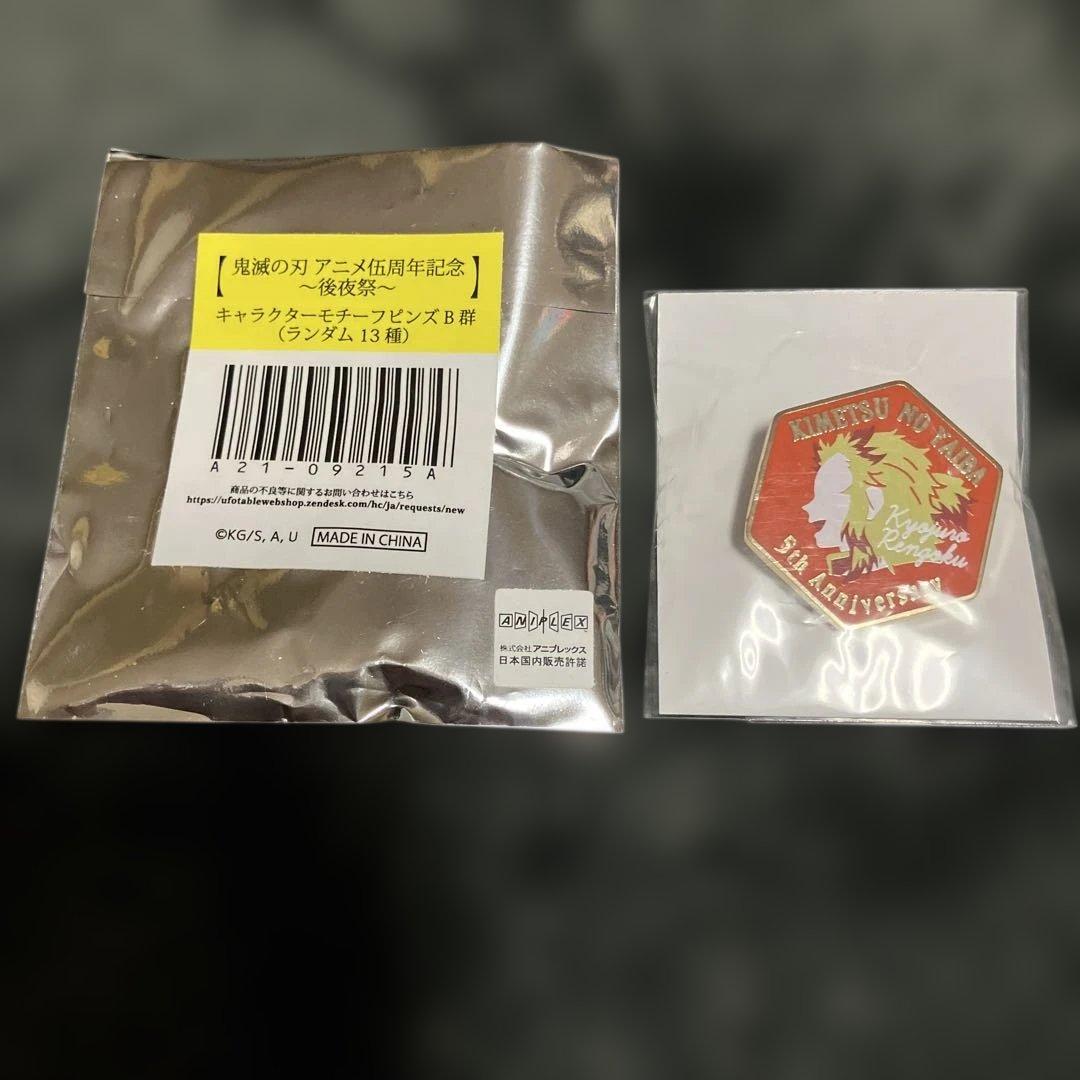 【鬼滅の刃 アニメ伍周年記念
～後夜祭～】
キャラクターモチーフピンズ B 群
（ランダム 13 種）
A21-09215A
商品の不良等に関するお問い合わせはこちら
https://ufotablewebshop.zendesk.com/hc/ja/requests/new
©KG/S, A, U MADE IN CHINA
ANIPLEX
株式会社 アニプレックス
日本国内販売許諾
KIMETSU NO YAIBA
Kyojuro
Rengoku
5th Anniversary